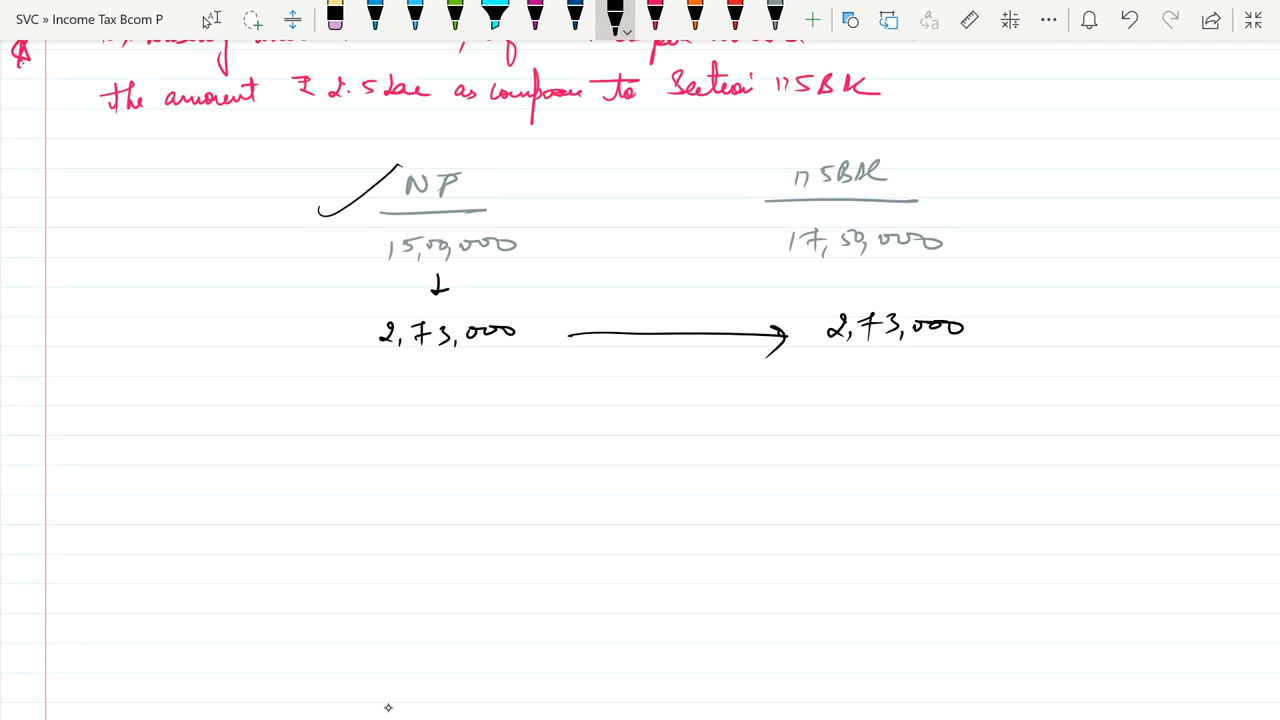 SVC » Income Tax Bcom P
the amount ₹ 2.5 Lac as compare to Section 115BAC
NP 115BAC
15,00,000 17,50,000
2,73,000 2,73,000